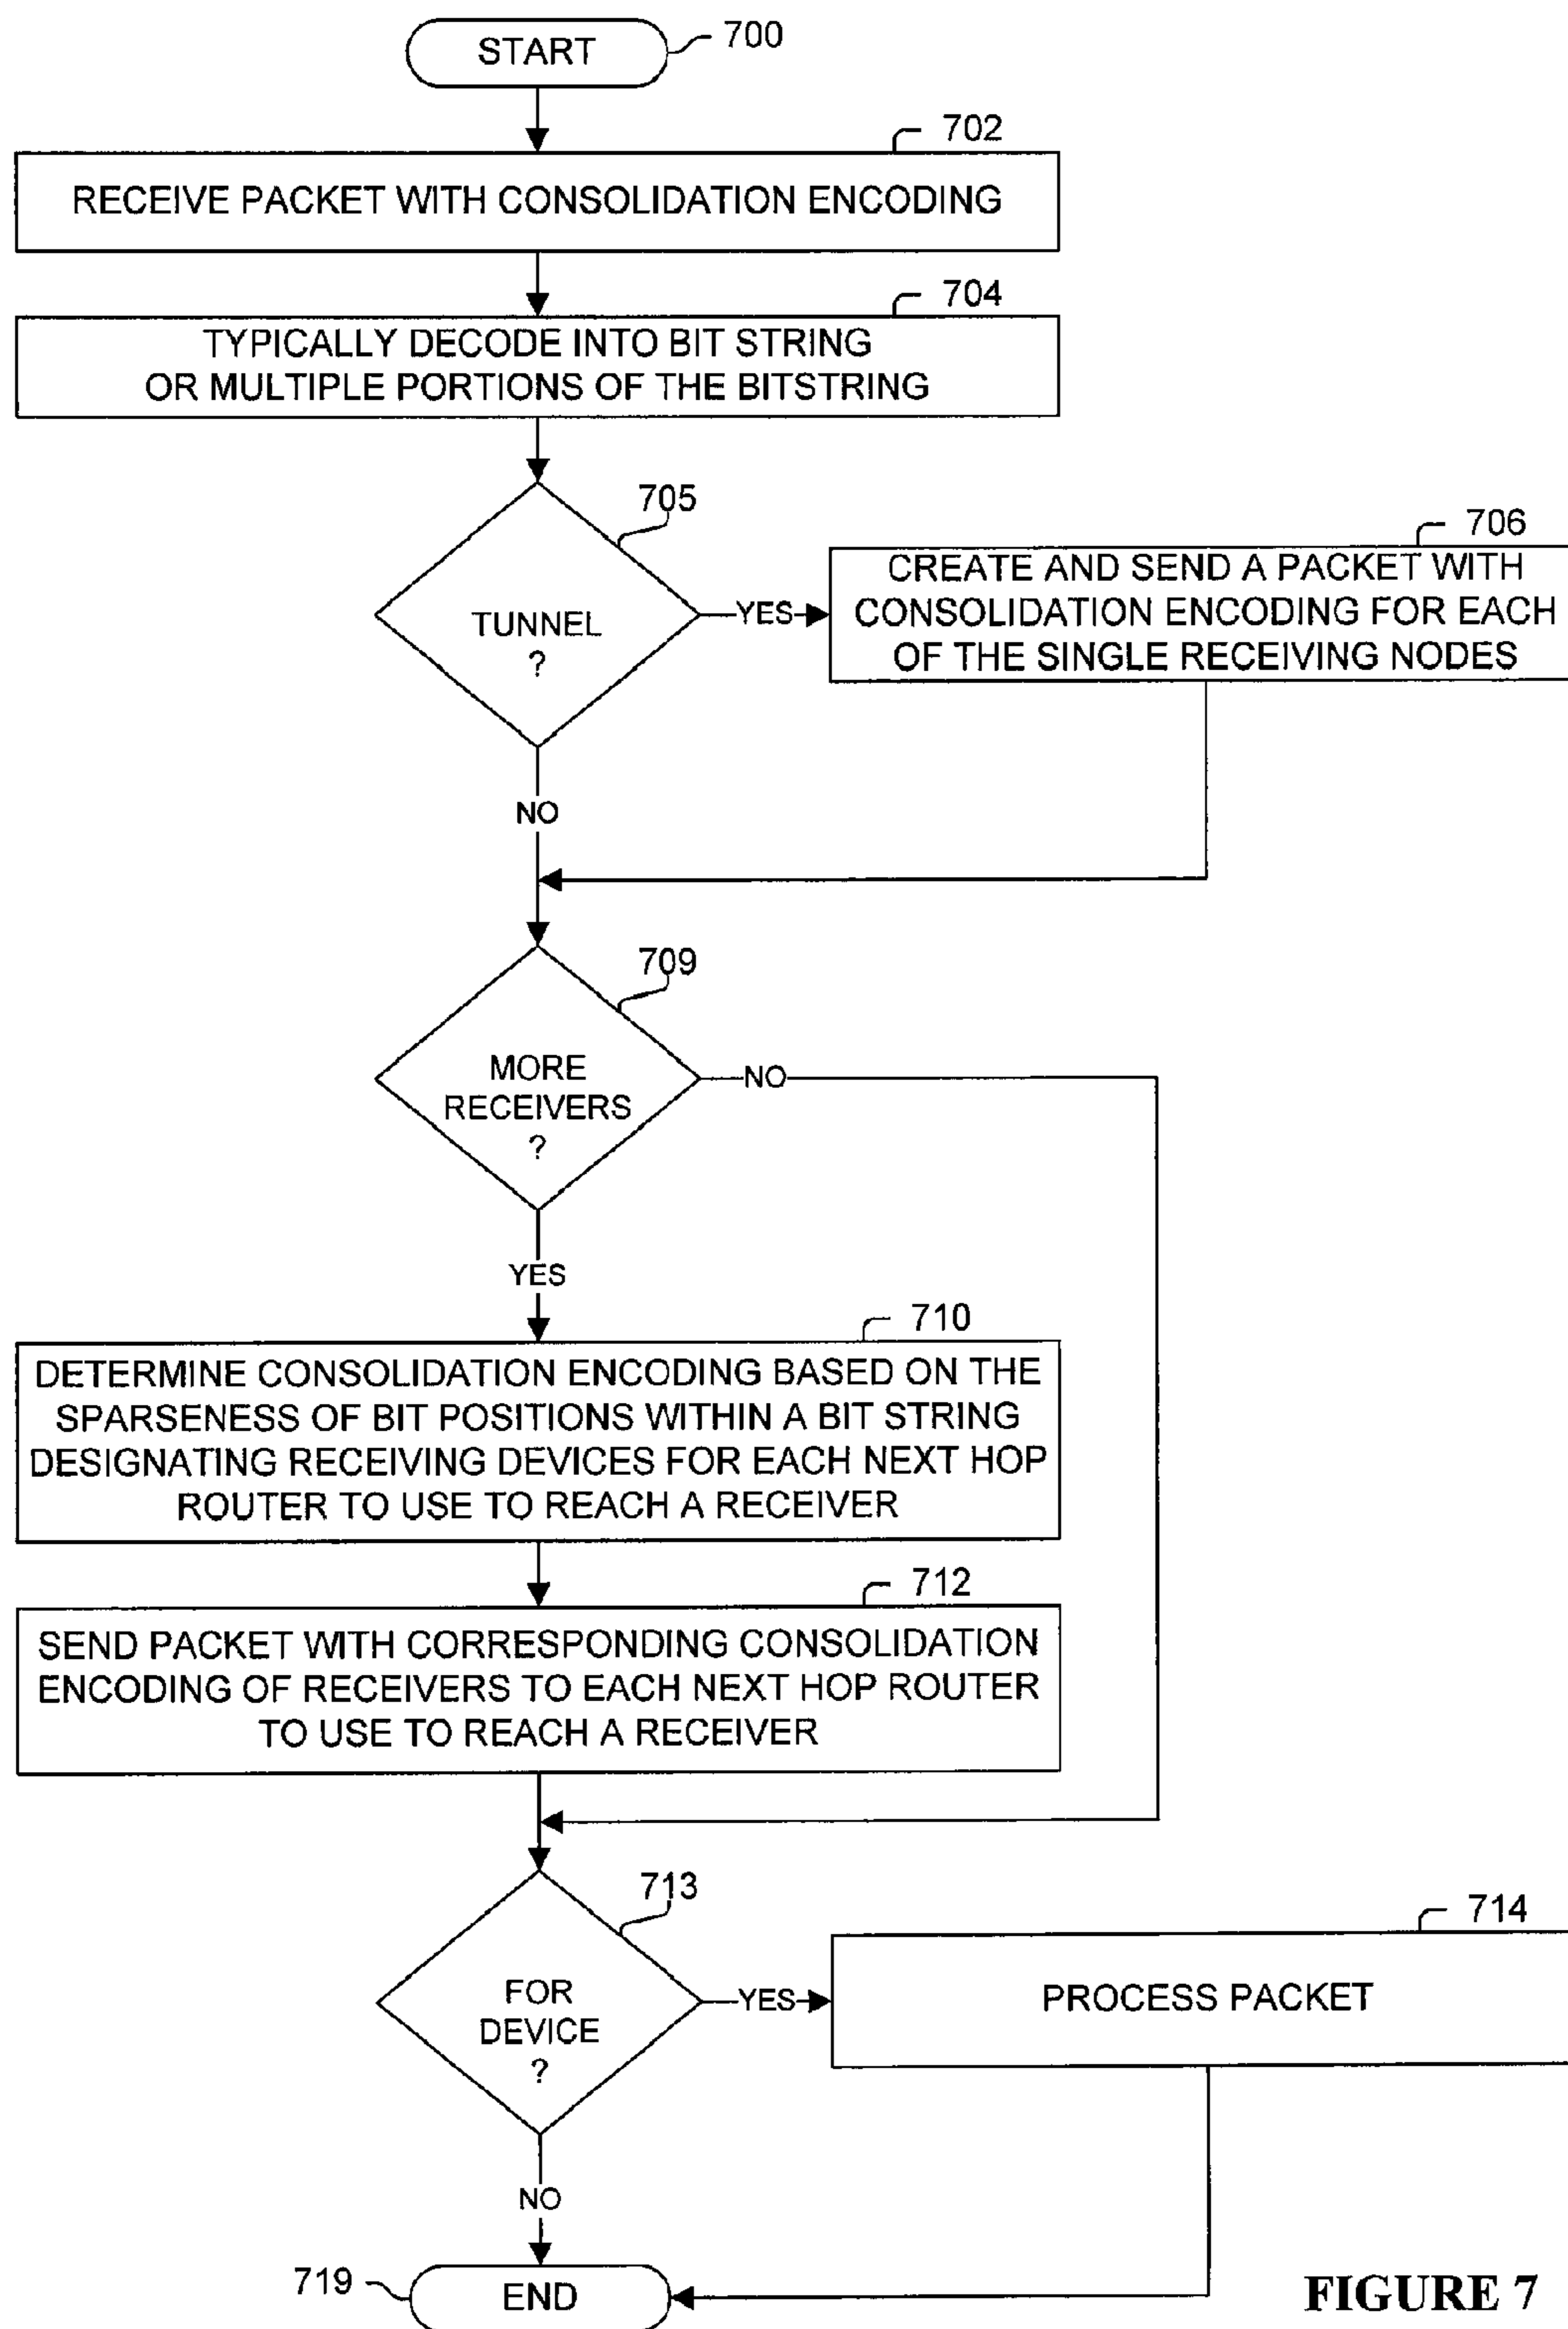 START
700
702
RECEIVE PACKET WITH CONSOLIDATION ENCODING
704
TYPICALLY DECODE INTO BIT STRING
OR MULTIPLE PORTIONS OF THE BITSTRING
705
TUNNEL
?
YES
706
CREATE AND SEND A PACKET WITH
CONSOLIDATION ENCODING FOR EACH
OF THE SINGLE RECEIVING NODES
NO
709
MORE
RECEIVERS
?
NO
YES
710
DETERMINE CONSOLIDATION ENCODING BASED ON THE
SPARSENESS OF BIT POSITIONS WITHIN A BIT STRING
DESIGNATING RECEIVING DEVICES FOR EACH NEXT HOP
ROUTER TO USE TO REACH A RECEIVER
712
SEND PACKET WITH CORRESPONDING CONSOLIDATION
ENCODING OF RECEIVERS TO EACH NEXT HOP ROUTER
TO USE TO REACH A RECEIVER
713
FOR
DEVICE
?
YES
714
PROCESS PACKET
NO
719
END
FIGURE 7